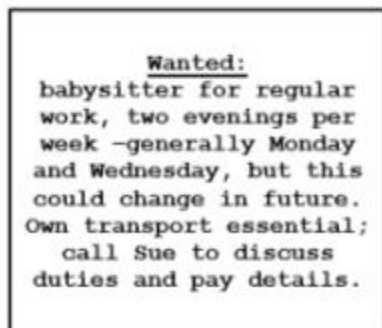 Wanted:
babysitter for regular
work, two evenings per
week –generally Monday
and Wednesday, but this
could change in future.
Own transport essential;
call Sue to discuss
duties and pay details.